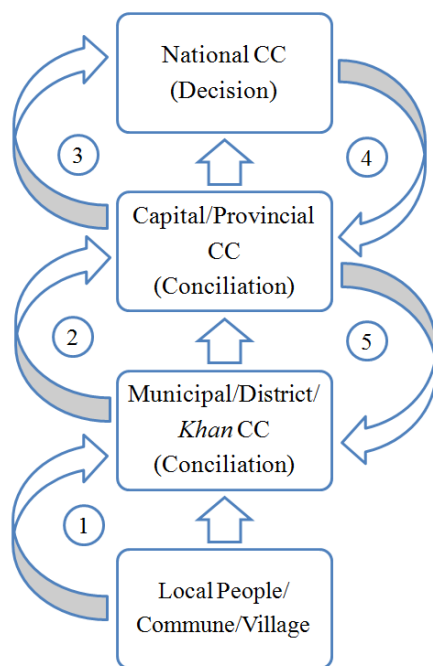 National CC
(Decision)
3
4
Capital/Provincial
CC
(Conciliation)
2
5
Municipal/District/
Khan CC
(Conciliation)
1
Local People/
Commune/Village